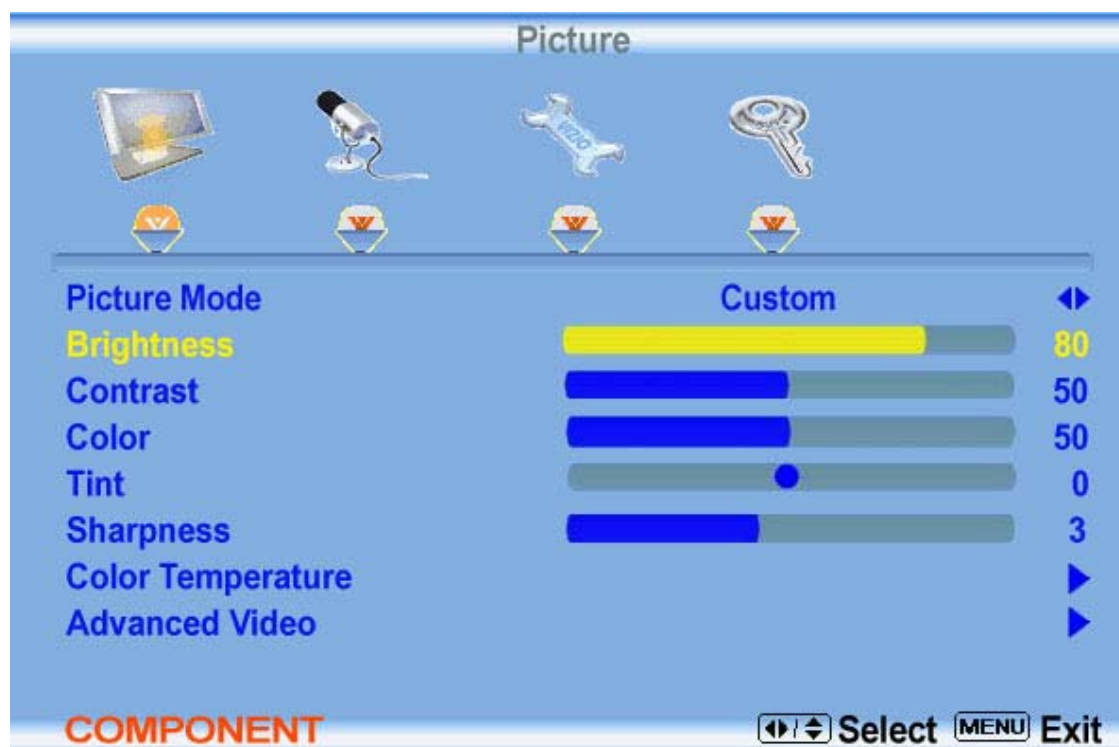 Picture
VIZIO
Picture Mode Custom
Brightness 80
Contrast 50
Color 50
Tint 0
Sharpness 3
Color Temperature
Advanced Video
COMPONENT / Select MENU Exit